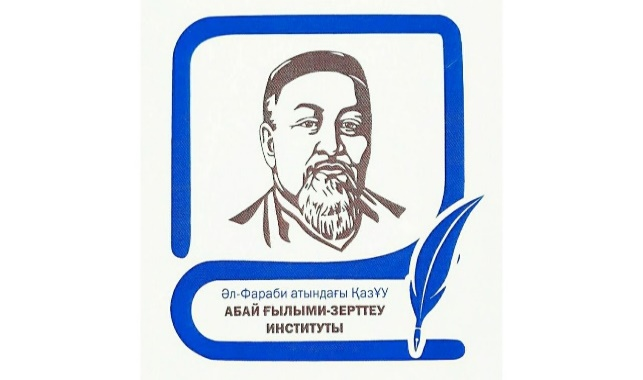 Әл-Фараби атындағы ҚазҰУ
АБАЙ ҒЫЛЫМИ-ЗЕРТТЕУ
ИНСТИТУТЫ